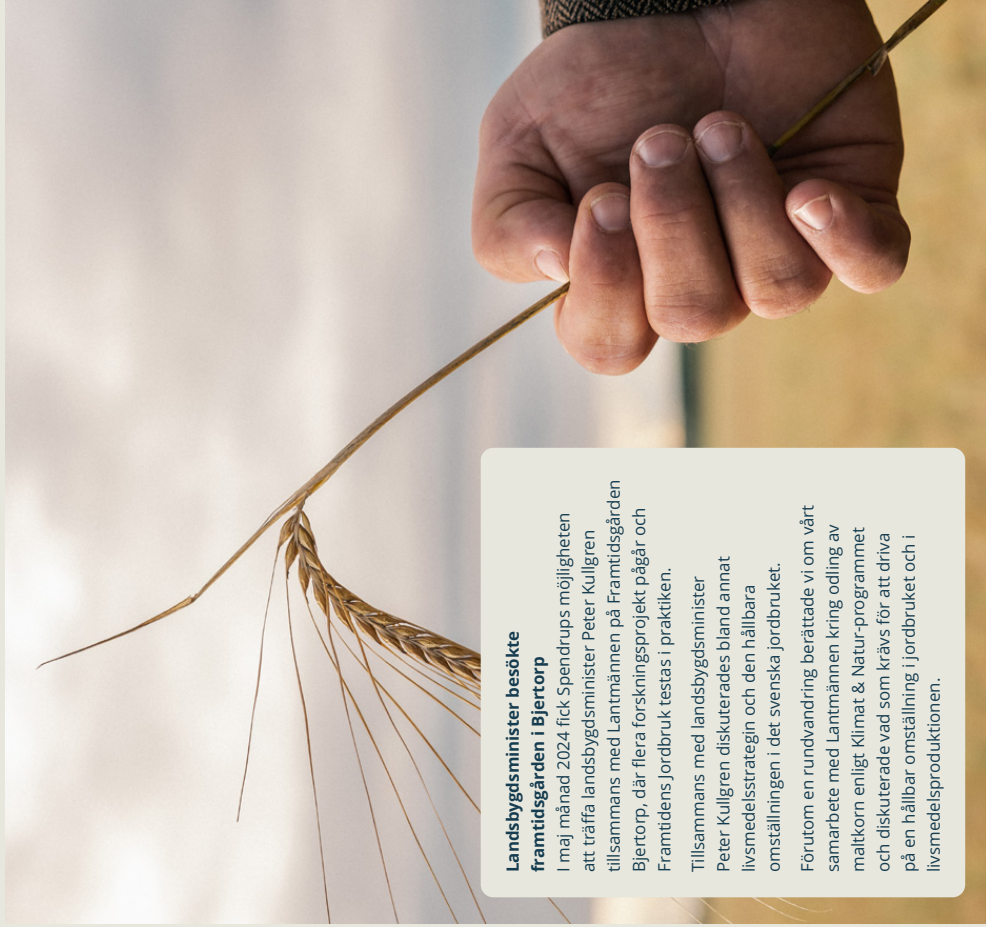 Landsbygdsminister besökte
framtidsgården i Bjertorp
I maj månad 2024 fick Spendrups möjligheten
att träffa landsbygdsminister Peter Kullgren
tillsammans med Lantmännen på Framtidsgården
Bjertorp, där flera forskningsprojekt pågår och
Framtidens Jordbruk testas i praktiken.
Tillsammans med landsbygdsminister
Peter Kullgren diskuterades bland annat
livsmedelsstrategin och den hållbara
omställningen i det svenska jordbruket.
Förutom en rundvandring berättade vi om vårt
samarbete med Lantmännen kring odling av
maltkorn enligt Klimat & Natur-programmet
och diskuterade vad som krävs för att driva
på en hållbar omställning i jordbruket och i
livsmedelsproduktionen.